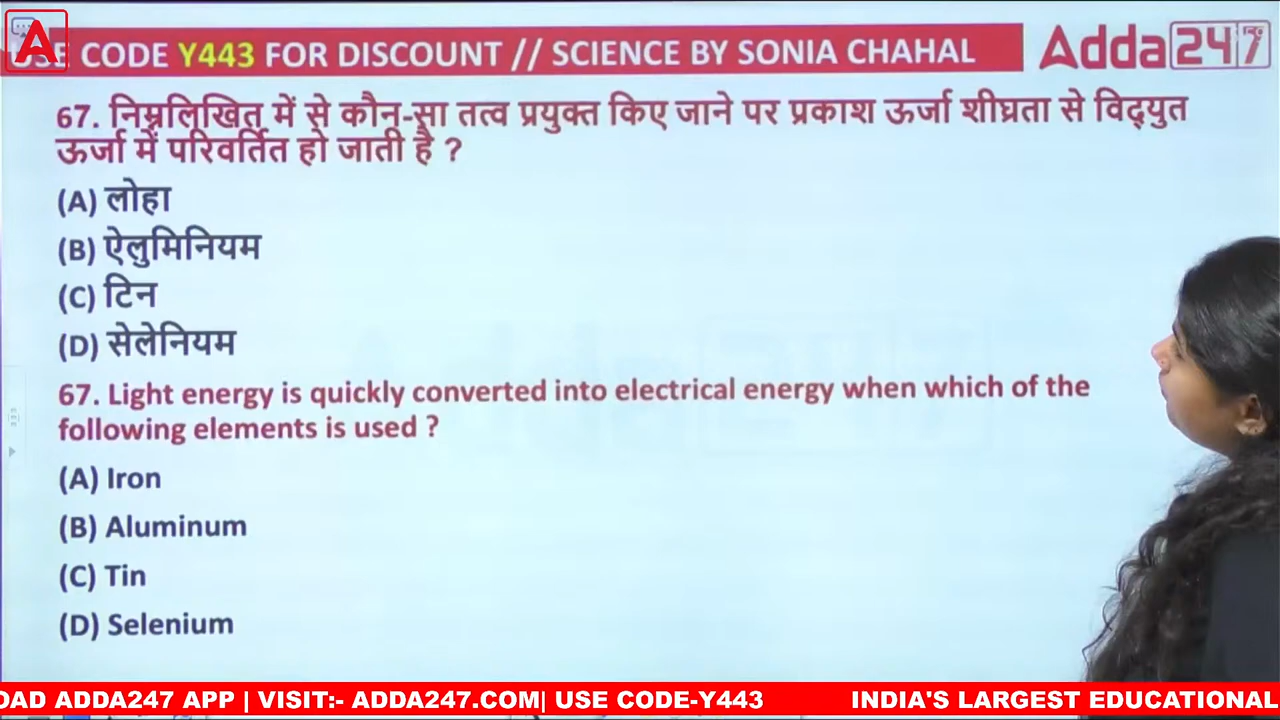 A
USE CODE Y443 FOR DISCOUNT // SCIENCE BY SONIA CHAHAL
Adda247
67. निम्नलिखित में से कौन-सा तत्व प्रयुक्त किए जाने पर प्रकाश ऊर्जा शीघ्रता से विद्युत
ऊर्जा में परिवर्तित हो जाती है ?
(A) लोहा
(B) ऐलुमिनियम
(C) टिन
(D) सेलेनियम
67. Light energy is quickly converted into electrical energy when which of the
following elements is used ?
(A) Iron
(B) Aluminum
(C) Tin
(D) Selenium
OAD ADDA247 APP | VISIT:- ADDA247.COM| USE CODE-Y443 INDIA'S LARGEST EDUCATIONAL